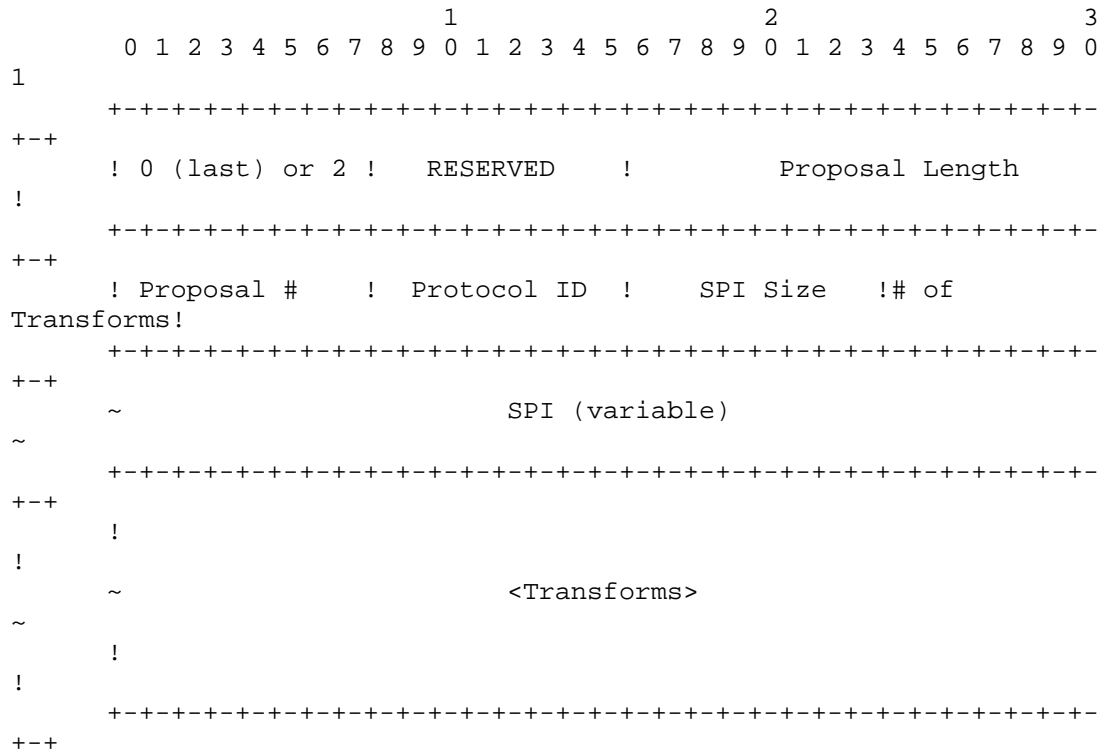 1                   2                   3
       0 1 2 3 4 5 6 7 8 9 0 1 2 3 4 5 6 7 8 9 0 1 2 3 4 5 6 7 8 9 0
1
      +-+-+-+-+-+-+-+-+-+-+-+-+-+-+-+-+-+-+-+-+-+-+-+-+-+-+-+-+-+-+-
+-+
      ! 0 (last) or 2 !   RESERVED    !         Proposal Length
!
      +-+-+-+-+-+-+-+-+-+-+-+-+-+-+-+-+-+-+-+-+-+-+-+-+-+-+-+-+-+-+-
+-+
      ! Proposal #    !  Protocol ID  !    SPI Size   !# of
Transforms!
      +-+-+-+-+-+-+-+-+-+-+-+-+-+-+-+-+-+-+-+-+-+-+-+-+-+-+-+-+-+-+-
+-+
      ~                        SPI (variable)
~
      +-+-+-+-+-+-+-+-+-+-+-+-+-+-+-+-+-+-+-+-+-+-+-+-+-+-+-+-+-+-+-
+-+
      !
!
      ~                        <Transforms>
~
      !
!
      +-+-+-+-+-+-+-+-+-+-+-+-+-+-+-+-+-+-+-+-+-+-+-+-+-+-+-+-+-+-+-
+-+